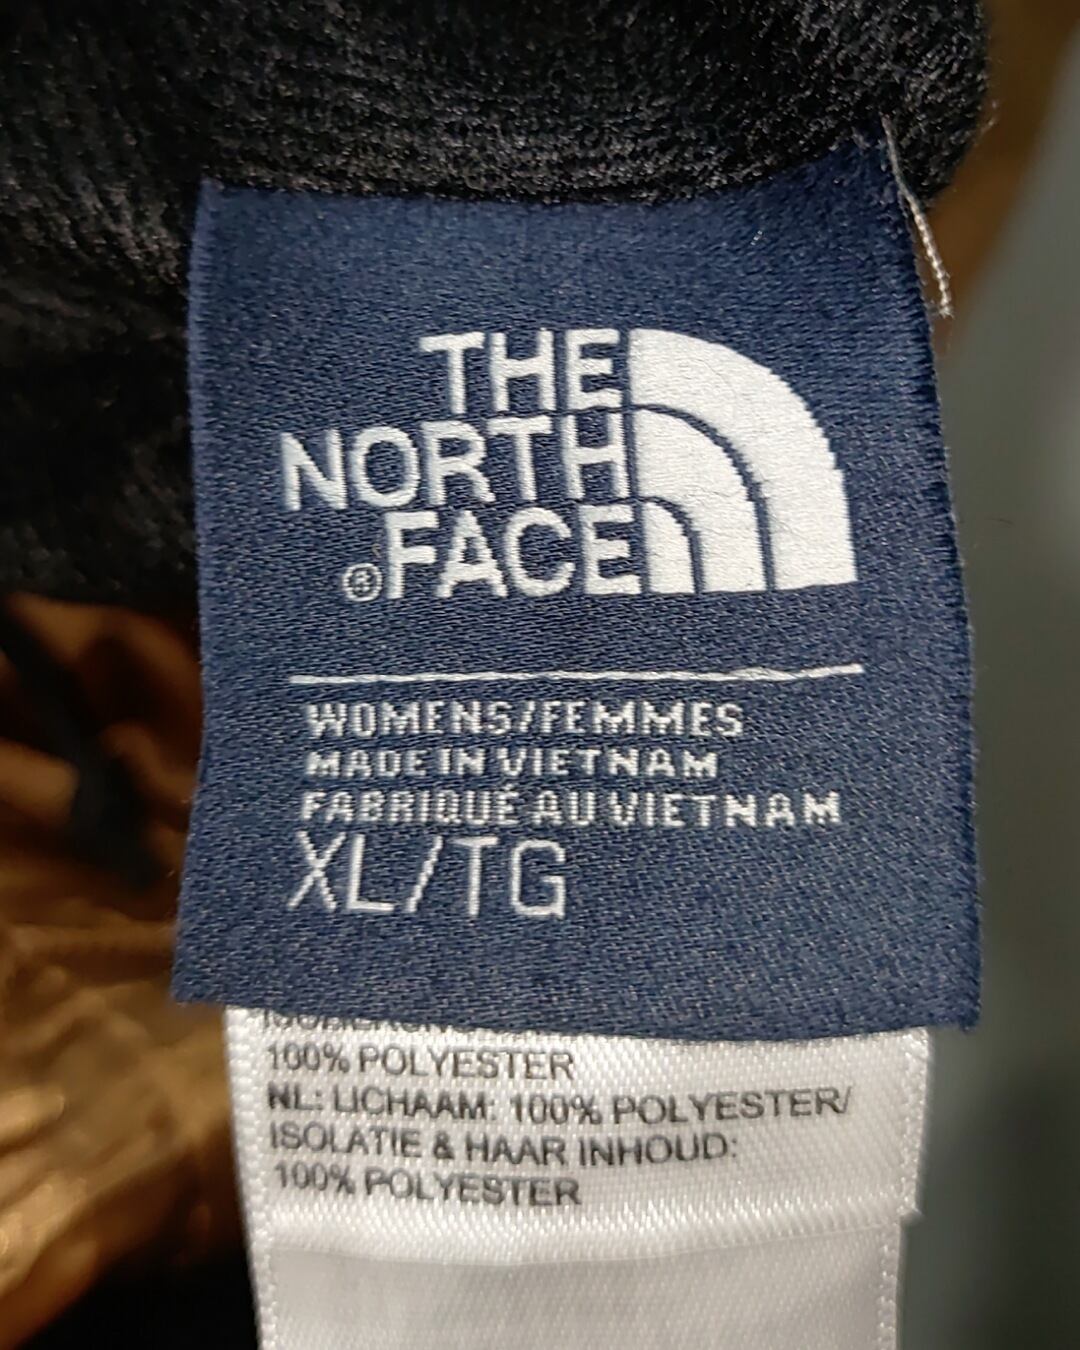 THE
NORTH
®FACE
WOMENS/FEMMES
MADE IN VIETNAM
FABRIQUÉ AU VIETNAM
XL/TG
100% POLYESTER
NL: LICHAAM: 100% POLYESTER/
ISOLATIE & HAAR INHOUD:
100% POLYESTER